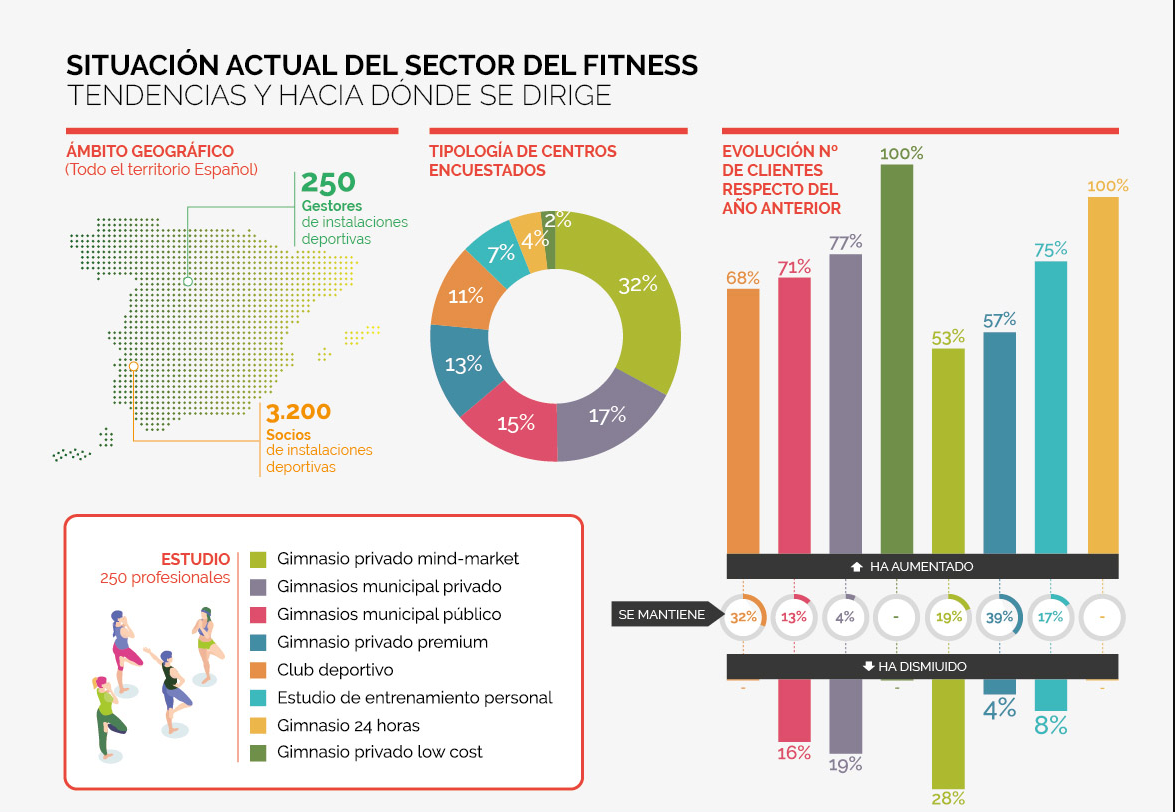 SITUACIÓN ACTUAL DEL SECTOR DEL FITNESS
TENDENCIAS Y HACIA DÓNDE SE DIRIGE
ÁMBITO GEOGRÁFICO
(Todo el territorio Español)
250
Gestores
de instalaciones
deportivas
3.200
Socios
de instalaciones
deportivas
TIPOLOGÍA DE CENTROS
ENCUESTADOS
2%
4%
7%
32%
11%
13%
17%
15%
EVOLUCIÓN Nº
DE CLIENTES
RESPECTO DEL
AÑO ANTERIOR
68%
71%
77%
100%
53%
57%
75%
100%
HA AUMENTADO
SE MANTIENE
32%
13%
4%
-
19%
39%
17%
-
HA DISMIUIDO
-
16%
19%
-
28%
4%
8%
-
ESTUDIO
250 profesionales
Gimnasio privado mind-market
Gimnasios municipal privado
Gimnasios municipal público
Gimnasio privado premium
Club deportivo
Estudio de entrenamiento personal
Gimnasio 24 horas
Gimnasio privado low cost